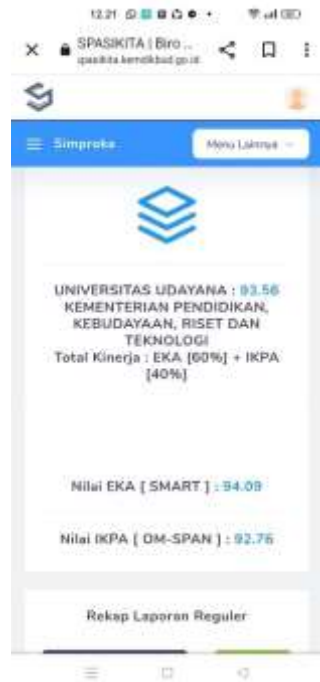 12.21
SPASIKITA | Biro ...
spasikita.kemdikbud.go.id
Simproka
Menu Lainnya
UNIVERSITAS UDAYANA : 93.56
KEMENTERIAN PENDIDIKAN,
KEBUDAYAAN, RISET DAN
TEKNOLOGI
Total Kinerja : EKA [60%] + IKPA
[40%]
Nilai EKA [ SMART ] : 94.09
Nilai IKPA [ OM-SPAN ] : 92.76
Rekap Laporan Reguler